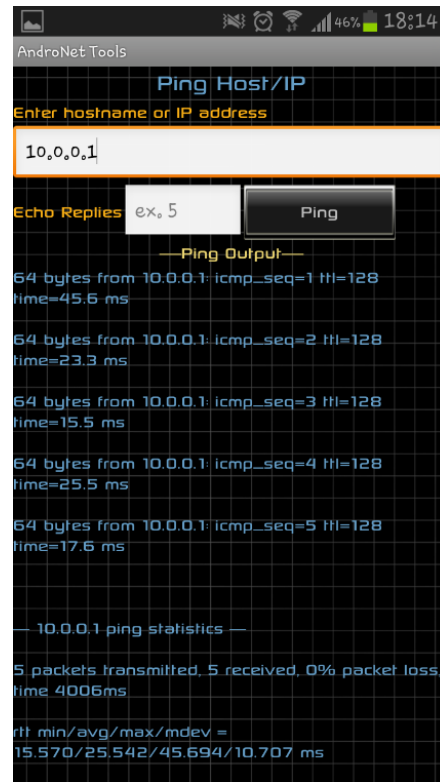 46% 18:14
AndroNet Tools
Ping Host/IP
Enter hostname or IP address
10.0.0.1
Echo Replies ex. 5 Ping
—Ping Output—
64 bytes from 10.0.0.1: icmp_seq=1 ttl=128
time=45.6 ms
64 bytes from 10.0.0.1: icmp_seq=2 ttl=128
time=23.3 ms
64 bytes from 10.0.0.1: icmp_seq=3 ttl=128
time=15.5 ms
64 bytes from 10.0.0.1: icmp_seq=4 ttl=128
time=25.5 ms
64 bytes from 10.0.0.1: icmp_seq=5 ttl=128
time=17.6 ms
— 10.0.0.1 ping statistics —
5 packets transmitted, 5 received, 0% packet loss,
time 4006ms
rtt min/avg/max/mdev =
15.570/25.542/45.694/10.707 ms